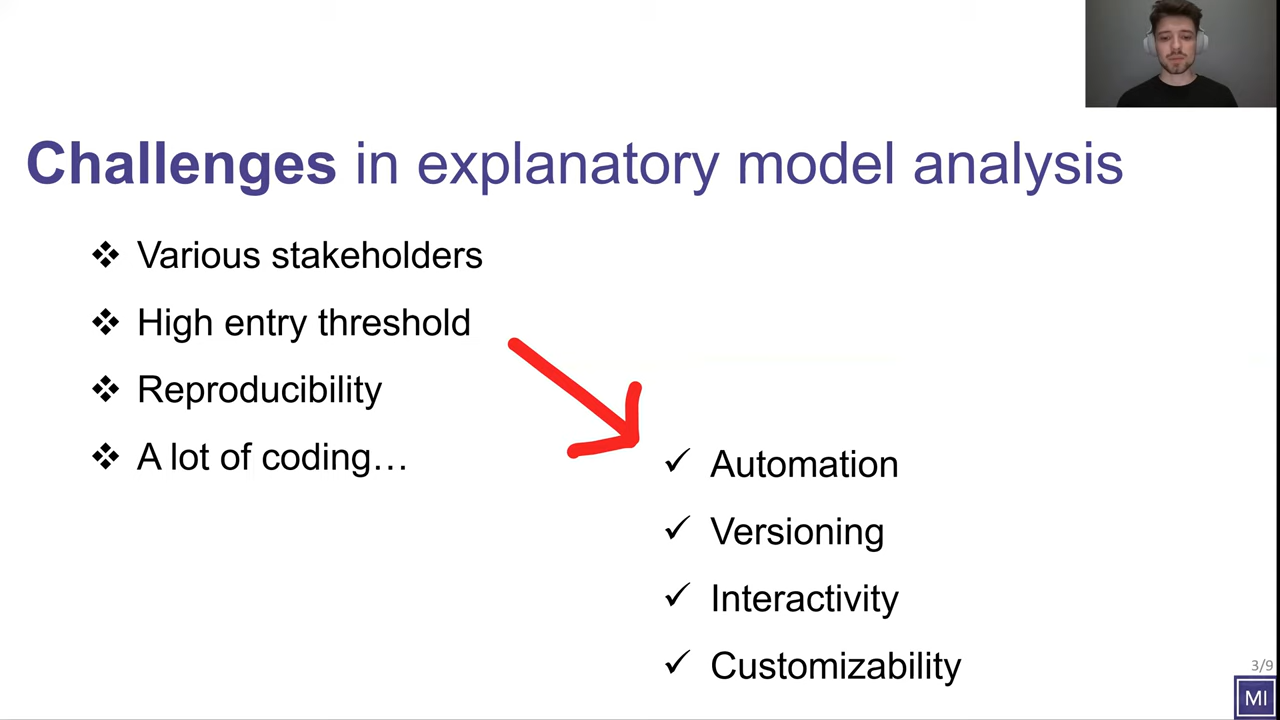 Challenges in explanatory model analysis
Various stakeholders
High entry threshold
Reproducibility
A lot of coding…
Automation
Versioning
Interactivity
Customizability
3/9
MI